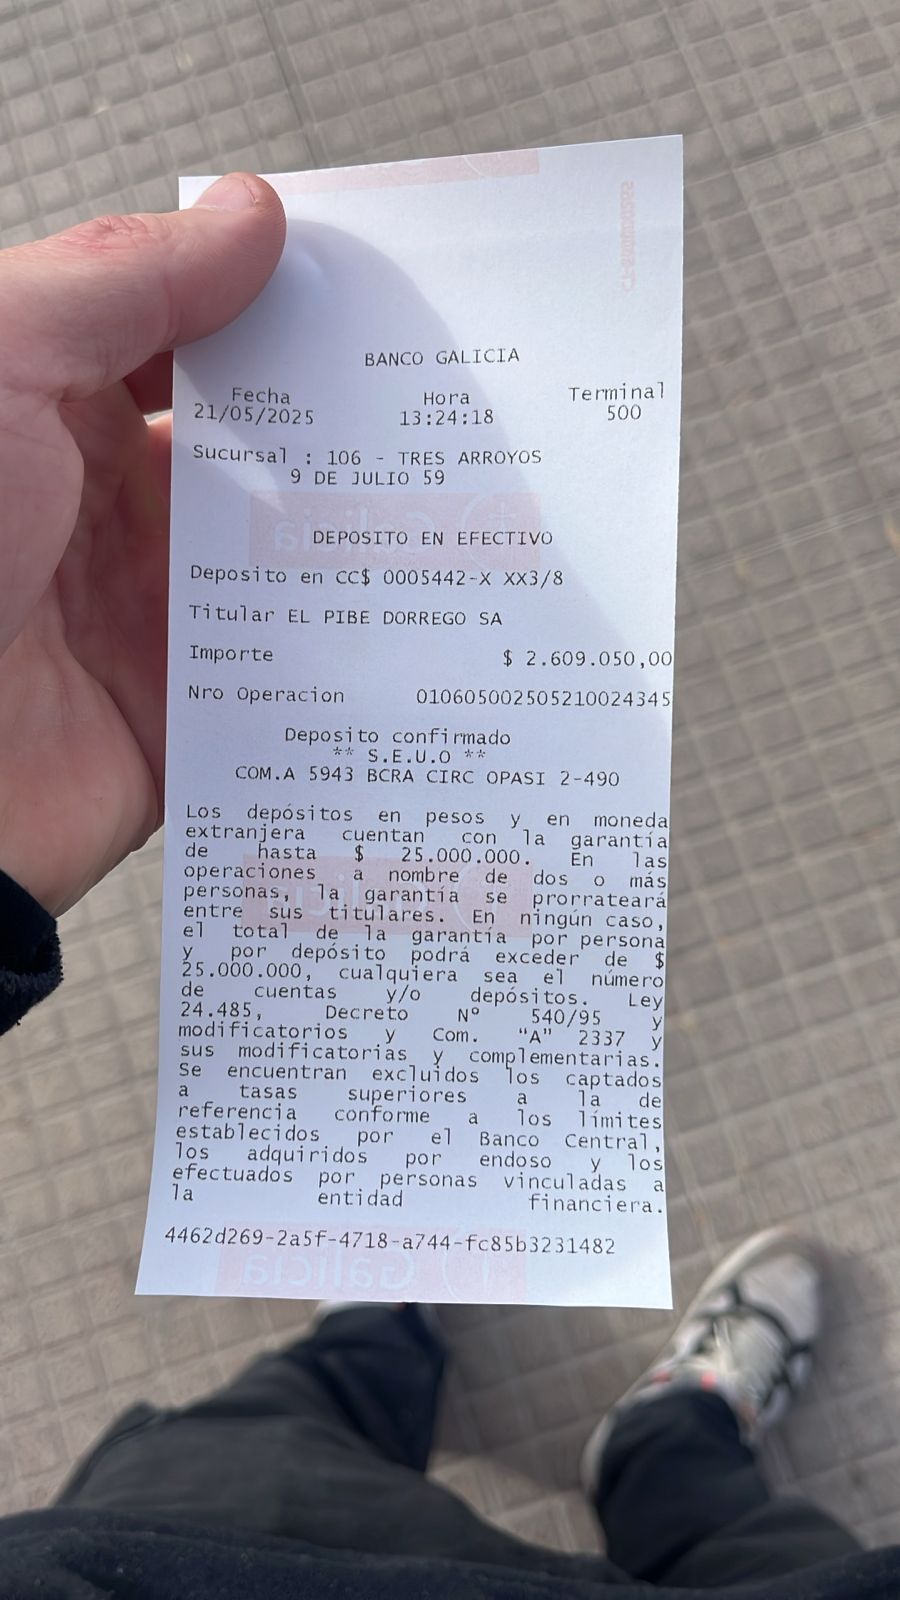 BANCO GALICIA
Fecha Hora Terminal
21/05/2025 13:24:18 500
Sucursal : 106 - TRES ARROYOS
9 DE JULIO 59
DEPOSITO EN EFECTIVO
Deposito en CC$ 0005442-X XX3/8
Titular EL PIBE DORREGO SA
Importe $ 2.609.050,00
Nro Operacion 010605002505210024345
Deposito confirmado
** S.E.U.O **
COM.A 5943 BCRA CIRC OPASI 2-490
Los depósitos en pesos y en moneda
extranjera cuentan con la garantía
de hasta $ 25.000.000. En las
operaciones a nombre de dos o más
personas, la garantía se prorrateará
entre sus titulares. En ningún caso,
el total de la garantía por persona
y por depósito podrá exceder de $
25.000.000, cualquiera sea el número
de cuentas y/o depósitos. Ley
24.485, Decreto Nº 540/95 y
modificatorios y Com. “A” 2337 y
sus modificatorias y complementarias.
Se encuentran excluidos los captados
a tasas superiores a la de
referencia conforme a los límites
establecidos por el Banco Central,
los adquiridos por endoso y los
efectuados por personas vinculadas a
la entidad financiera.
4462d269-2a5f-4718-a744-fc85b3231482
Galicia